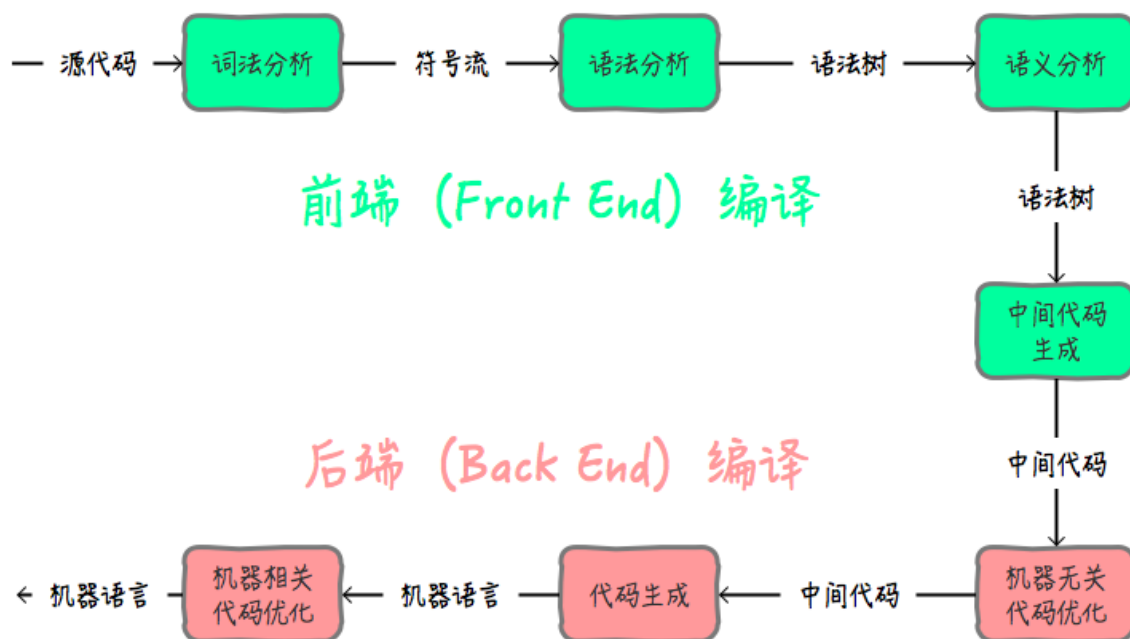 源代码
词法分析
符号流
语法分析
语法树
语义分析
前端（Front End）编译
语法树
中间代码
生成
后端（Back End）编译
中间代码
机器语言
机器相关
代码优化
机器语言
代码生成
中间代码
机器无关
代码优化